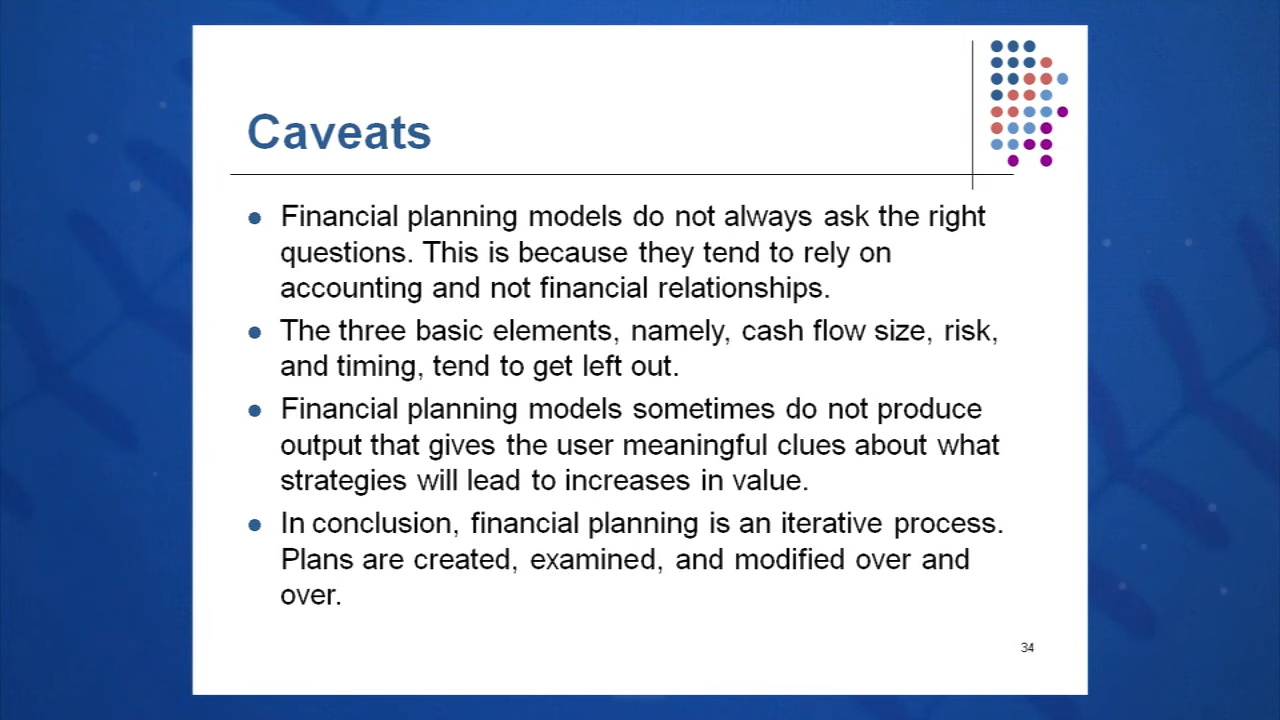 Caveats
Financial planning models do not always ask the right
questions. This is because they tend to rely on
accounting and not financial relationships.
The three basic elements, namely, cash flow size, risk,
and timing, tend to get left out.
Financial planning models sometimes do not produce
output that gives the user meaningful clues about what
strategies will lead to increases in value.
In conclusion, financial planning is an iterative process.
Plans are created, examined, and modified over and
over.
34